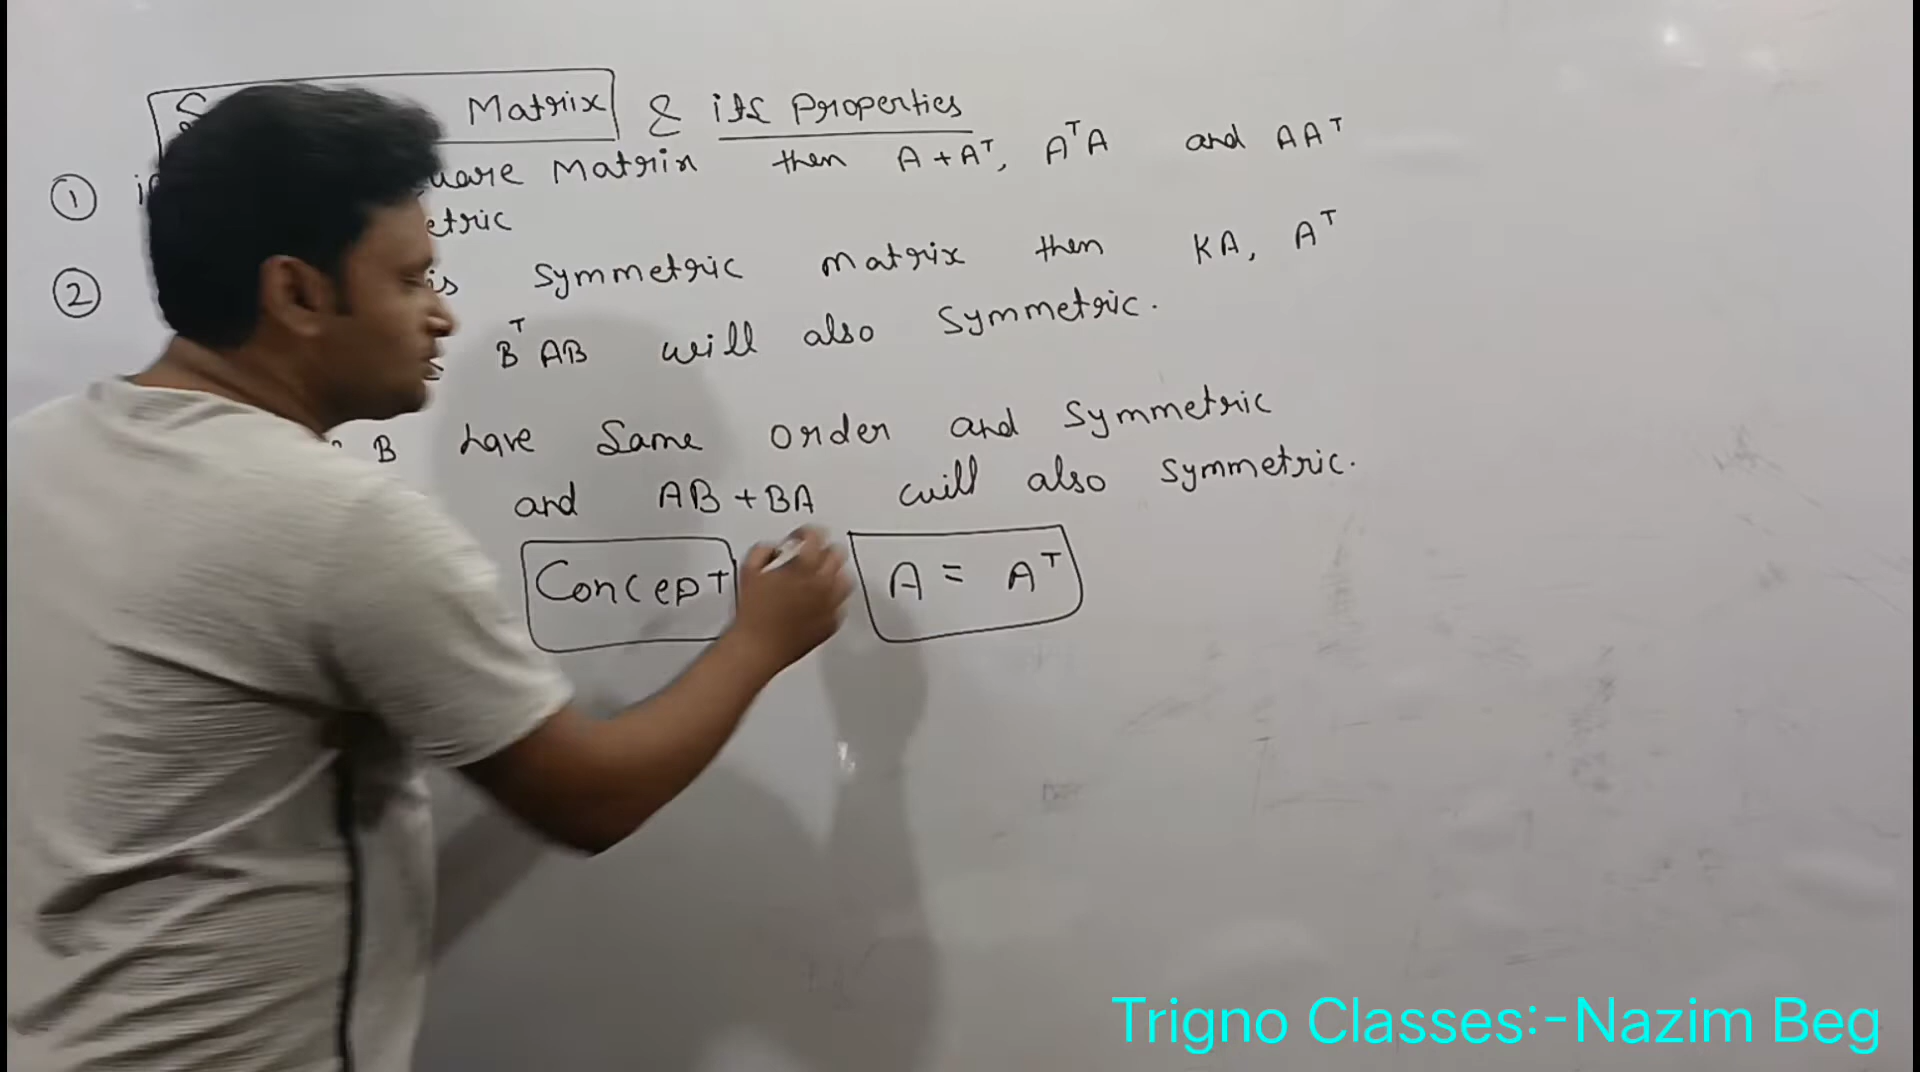 Matrix & its Properties
① Matrix then A + Aᵀ, AᵀA and AAᵀ
② is symmetric matrix then KA, Aᵀ
BᵀAB will also symmetric.
B have same order and symmetric
and AB + BA will also symmetric.
Concept A = Aᵀ
Trigno Classes:-Nazim Beg